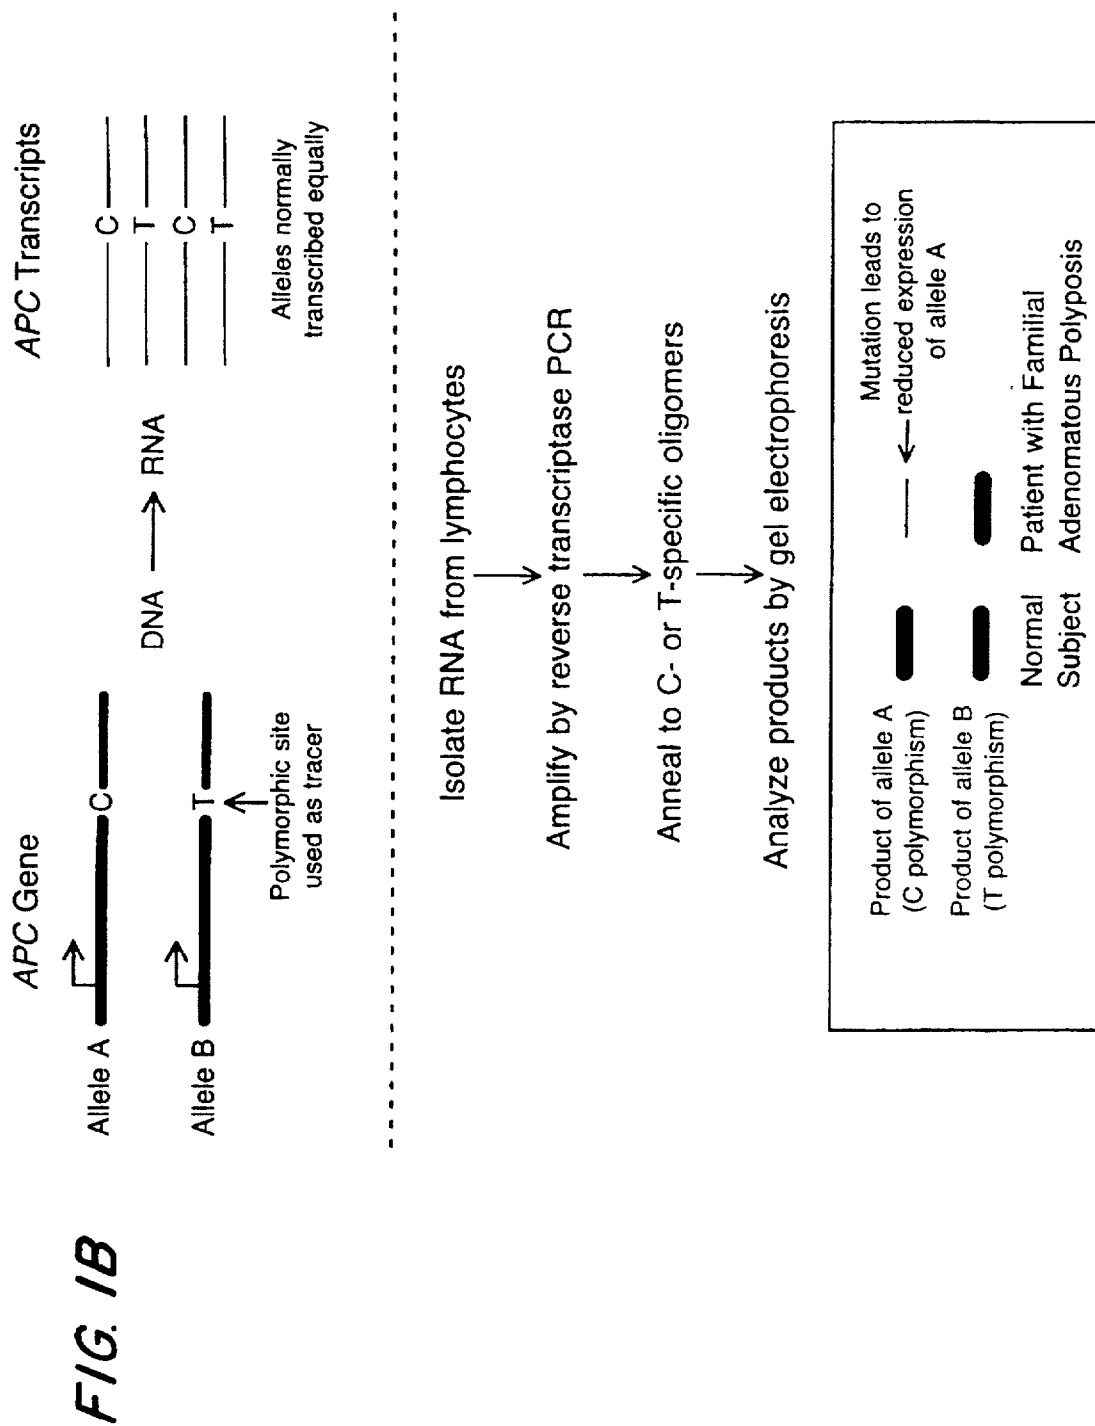 FIG. 1B
APC Gene
APC Transcripts
Allele A
C
Allele B
T
Polymorphic site
used as tracer
DNA
RNA
C
T
C
T
Alleles normally
transcribed equally
Isolate RNA from lymphocytes
Amplify by reverse transcriptase PCR
Anneal to C- or T-specific oligomers
Analyze products by gel electrophoresis
Product of allele A
(C polymorphism)
Mutation leads to
reduced expression
of allele A
Product of allele B
(T polymorphism)
Normal
Subject
Patient with Familial
Adenomatous Polyposis